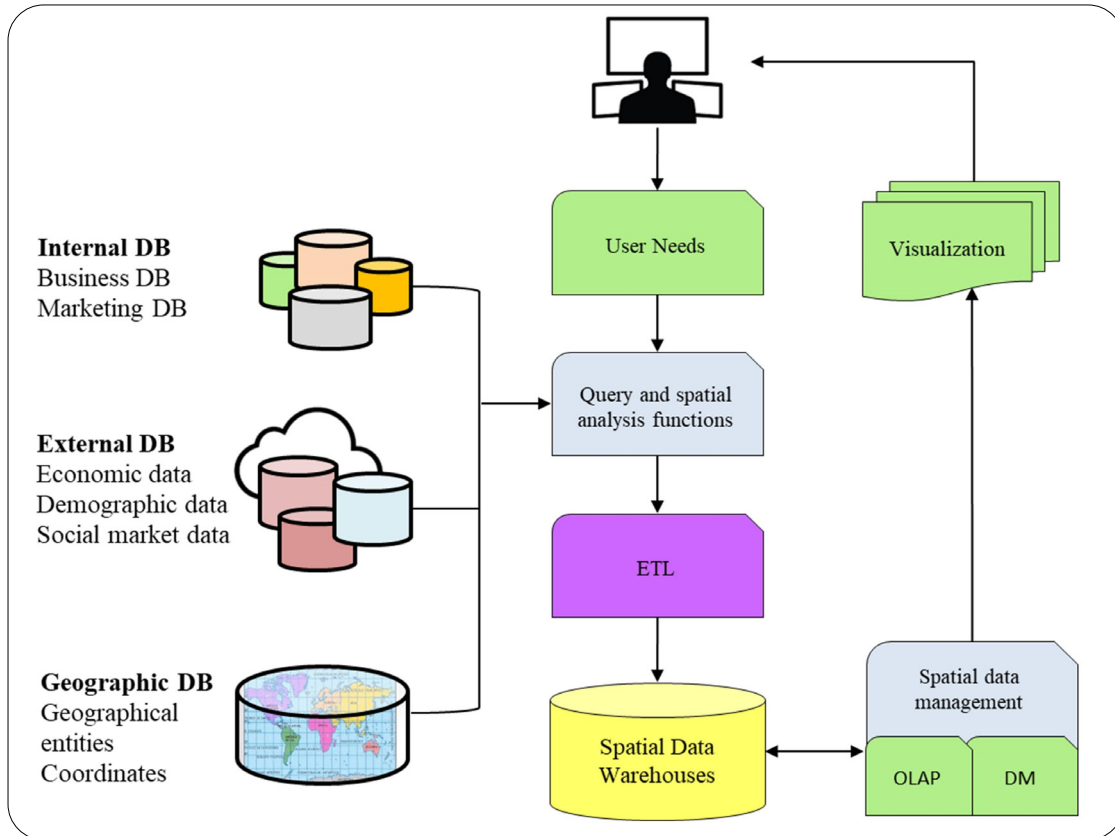 Internal DB
Business DB
Marketing DB
External DB
Economic data
Demographic data
Social market data
Geographic DB
Geographical
entities
Coordinates
User Needs
Query and spatial
analysis functions
ETL
Spatial Data
Warehouses
Visualization
Spatial data
management
OLAP
DM